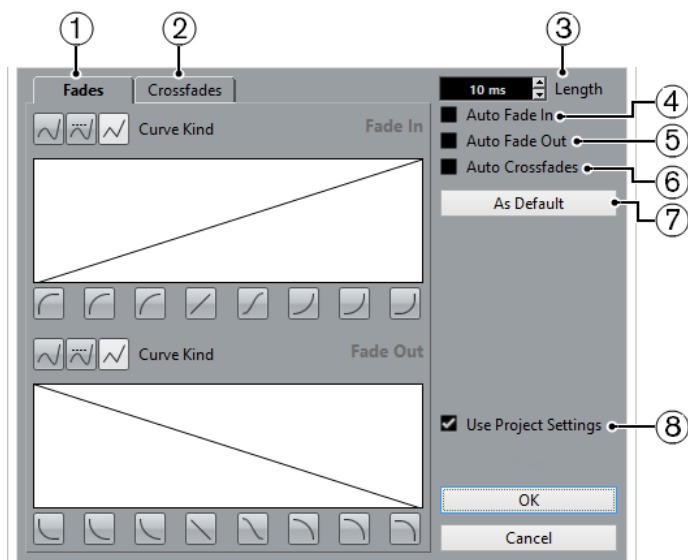 1
2
3
Fades
Crossfades
10 ms
Length
Curve Kind
Fade In
Auto Fade In
4
Auto Fade Out
5
Auto Crossfades
6
As Default
7
Curve Kind
Fade Out
Use Project Settings
8
OK
Cancel